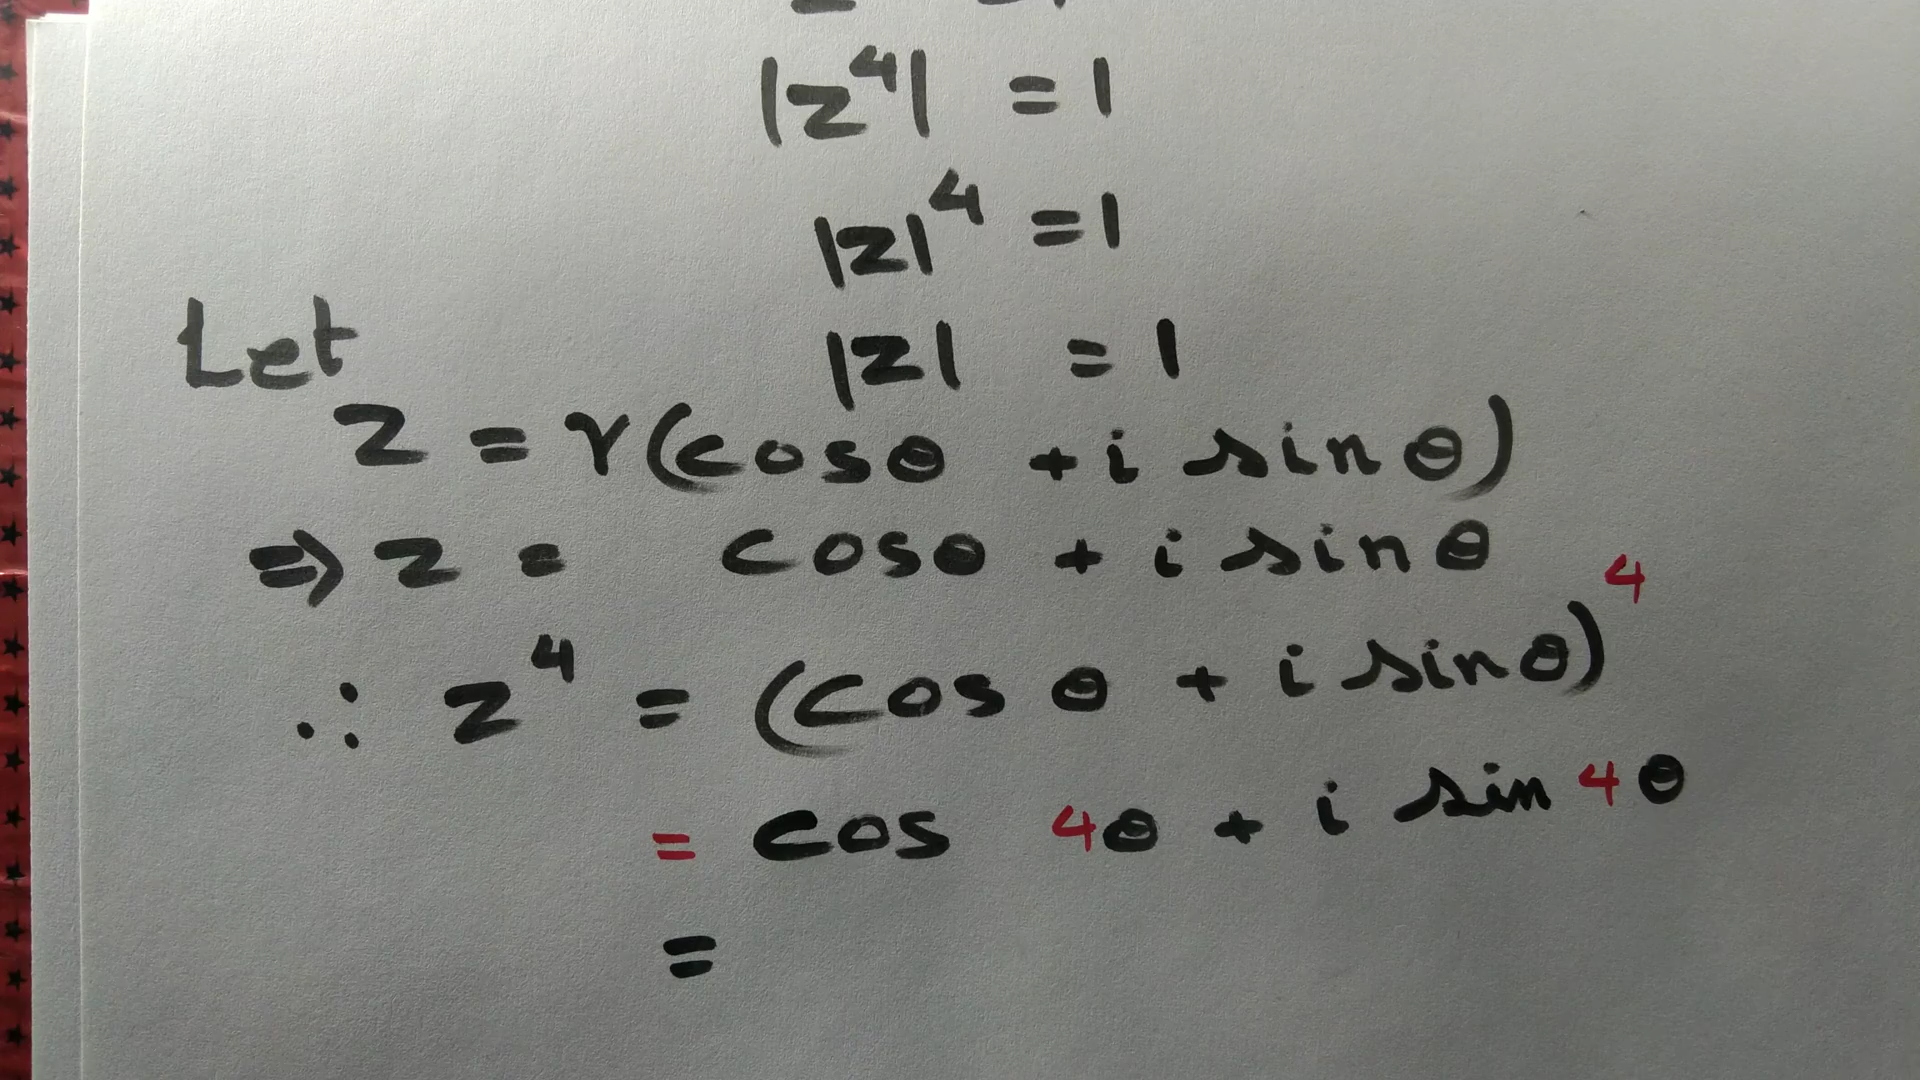 |z⁴| = 1
|z|⁴ = 1
|z| = 1
Let
z = r(cosθ + i sinθ)
⇒ z = cosθ + i sinθ
∴ z⁴ = (cos θ + i sinθ)⁴
= cos 4θ + i sin 4θ
=